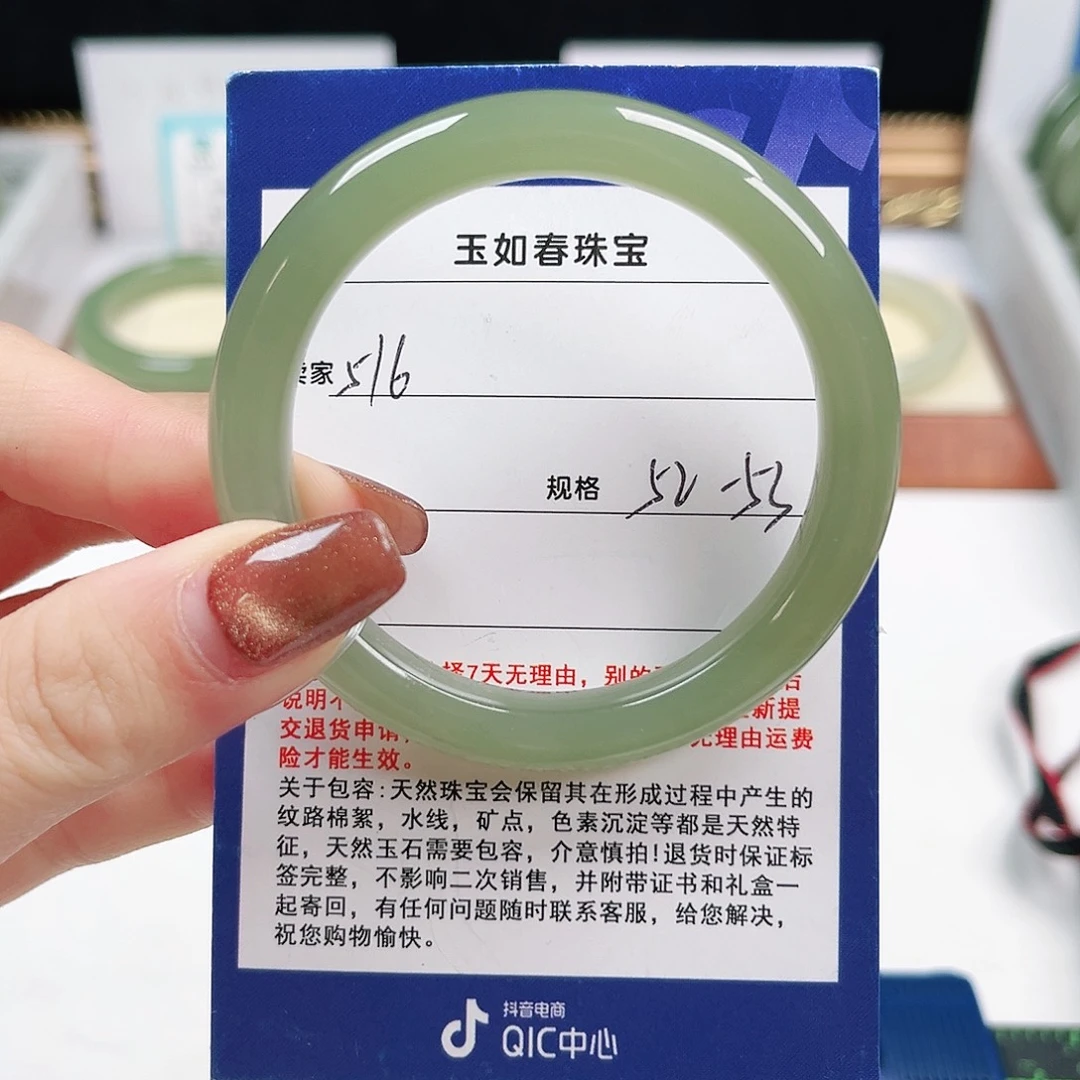 玉如春珠宝
卖家 516
规格 52-53
择7天无理由，别的
说明
新提
交退货申请
无理由运费
险才能生效。
关于包容：天然珠宝会保留其在形成过程中产生的
纹路棉絮，水线，矿点，色素沉淀等都是天然特
征，天然玉石需要包容，介意慎拍！退货时保证标
签完整，不影响二次销售，并附带证书和礼盒一
起寄回，有任何问题随时联系客服，给您解决，
祝您购物愉快。
抖音电商
QIC中心